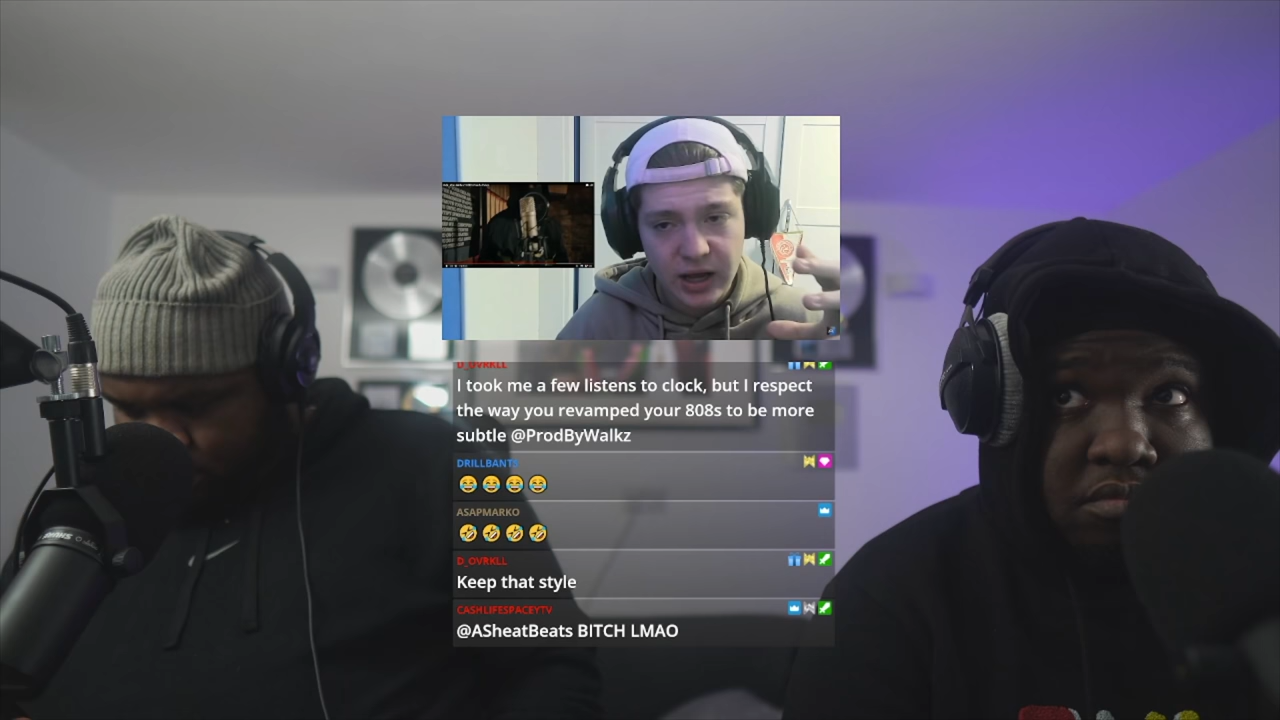 D_OVRKLL
I took me a few listens to clock, but I respect
the way you revamped your 808s to be more
subtle @ProdByWalkz
DRILLBANTS
😂 😂 😂 😂
ASAPMARKO
🤣 🤣 🤣 🤣
D_OVRKLL
Keep that style
CASHLIFESPACEYTV
@ASheatBeats BITCH LMAO